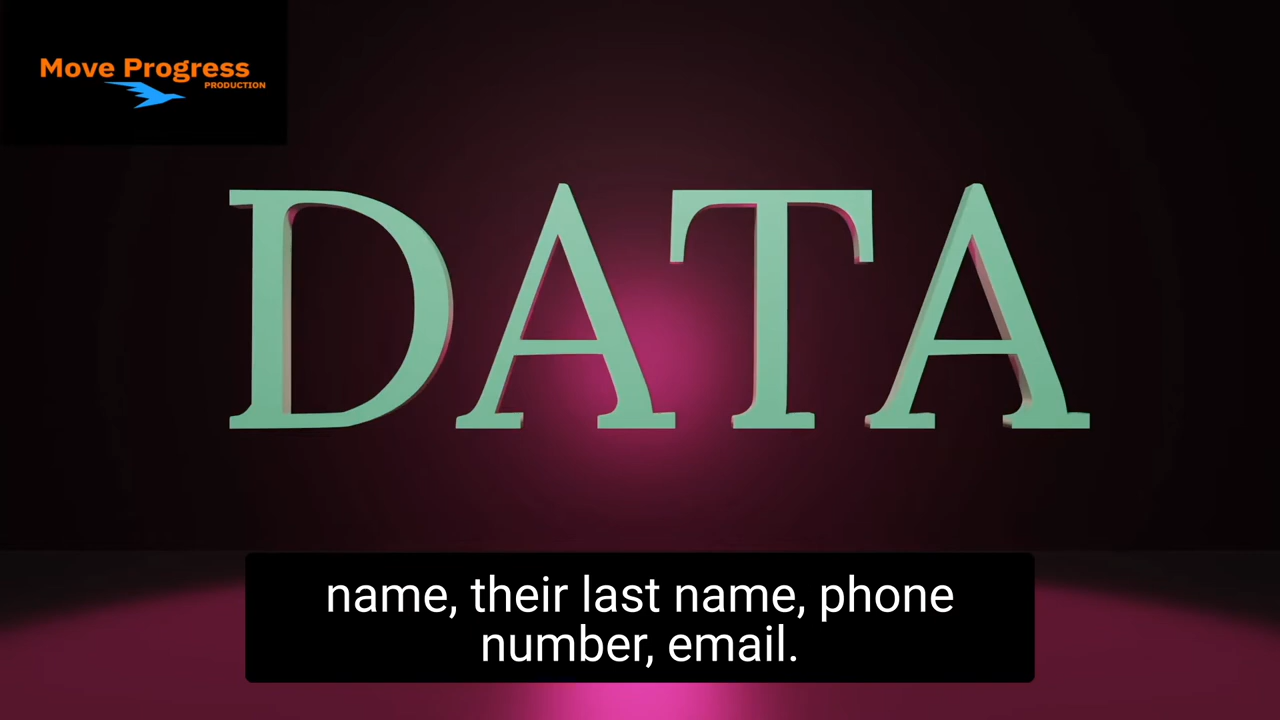 Move Progress
PRODUCTION
DATA
name, their last name, phone
number, email.